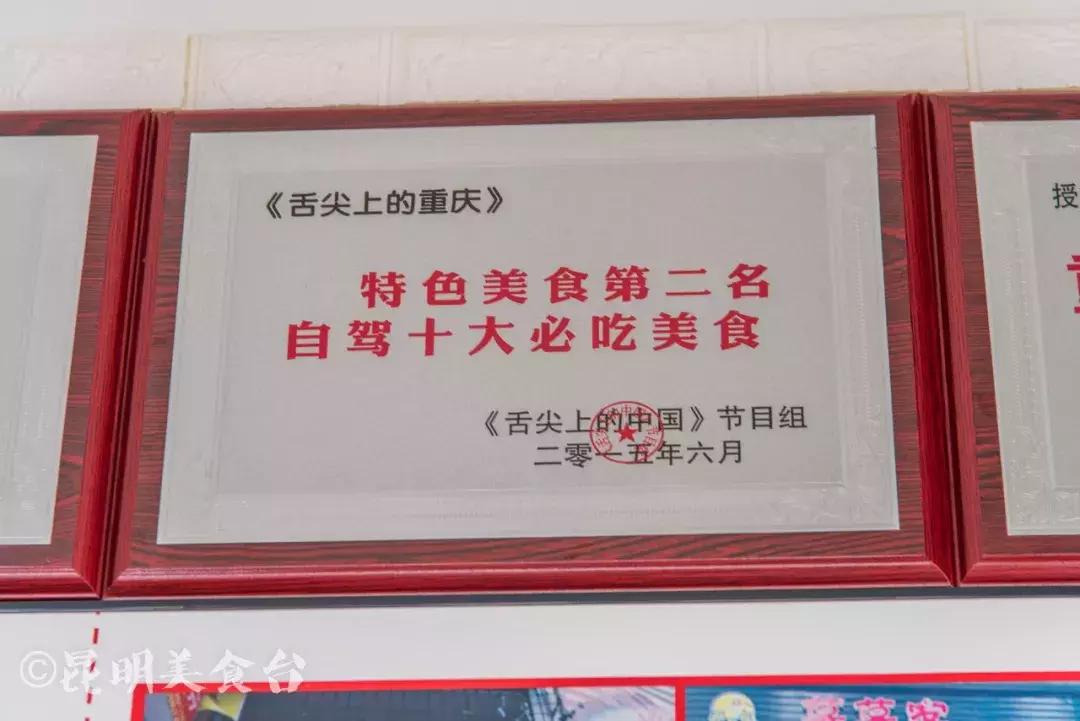 《舌尖上的重庆》
特色美食第二名
自驾十大必吃美食
《舌尖上的中国》节目组
二零一五年六月
授
©昆明美食台